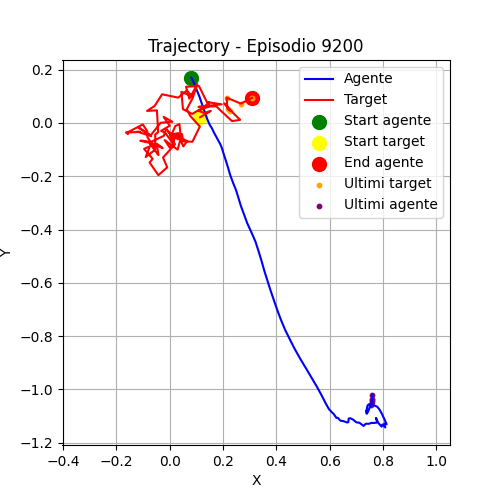 Trajectory - Episodio 9200
Agente
Target
Start agente
Start target
End agente
Ultimi target
Ultimi agente
0.2
0.0
−0.2
−0.4
−0.6
−0.8
−1.0
−1.2
Y
−0.4
−0.2
0.0
0.2
0.4
0.6
0.8
1.0
X